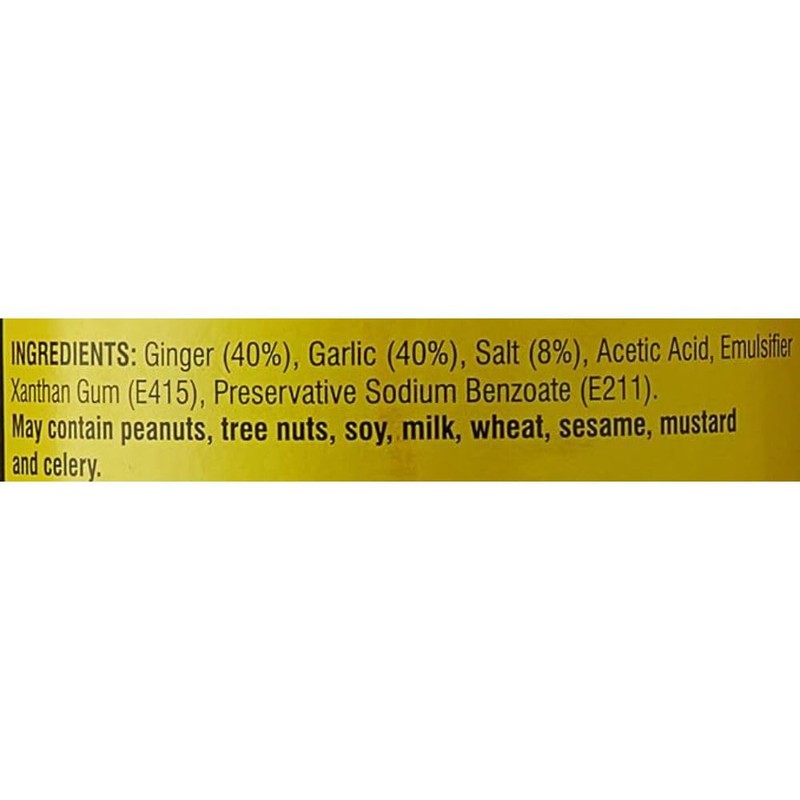 INGREDIENTS: Ginger (40%), Garlic (40%), Salt (8%), Acetic Acid, Emulsifier
Xanthan Gum (E415), Preservative Sodium Benzoate (E211).
May contain peanuts, tree nuts, soy, milk, wheat, sesame, mustard
and celery.